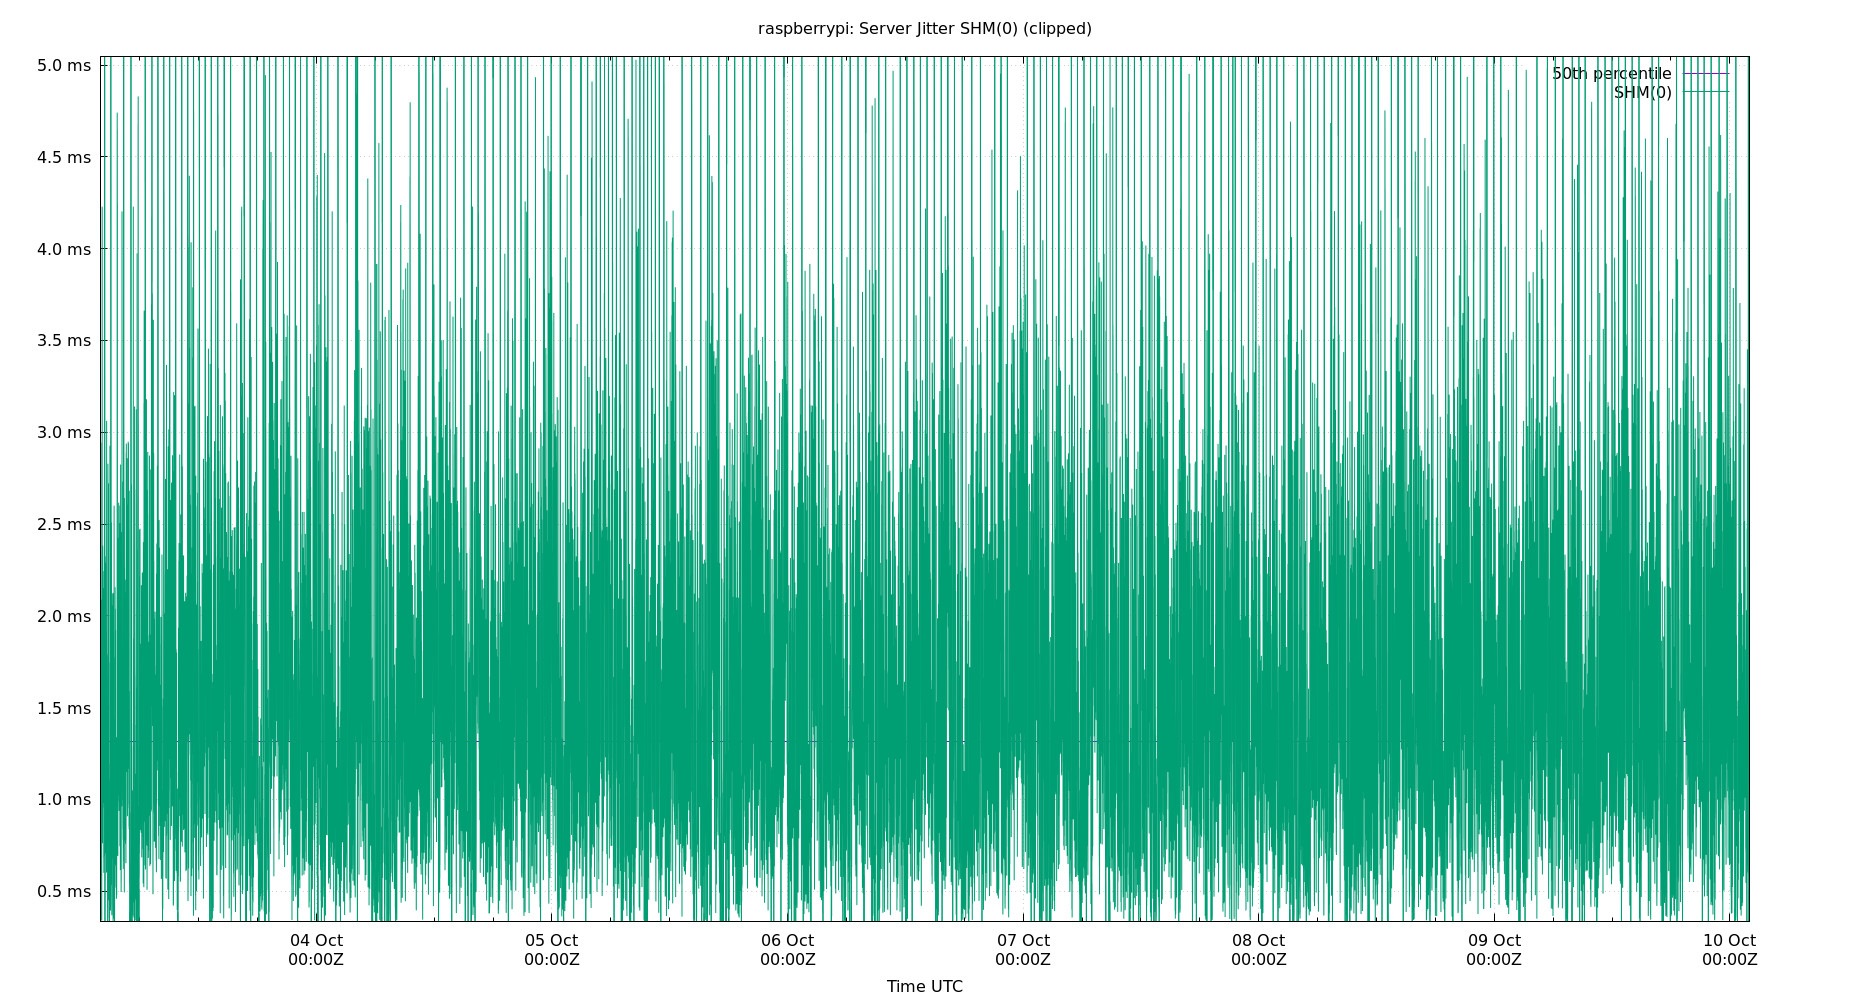 raspberrypi: Server Jitter SHM(0) (clipped)
5.0 ms
50th percentile
SHM(0)
4.5 ms
4.0 ms
3.5 ms
3.0 ms
2.5 ms
2.0 ms
1.5 ms
1.0 ms
0.5 ms
04 Oct 05 Oct 06 Oct 07 Oct 08 Oct 09 Oct 10 Oct
00:00Z 00:00Z 00:00Z 00:00Z 00:00Z 00:00Z 00:00Z
Time UTC